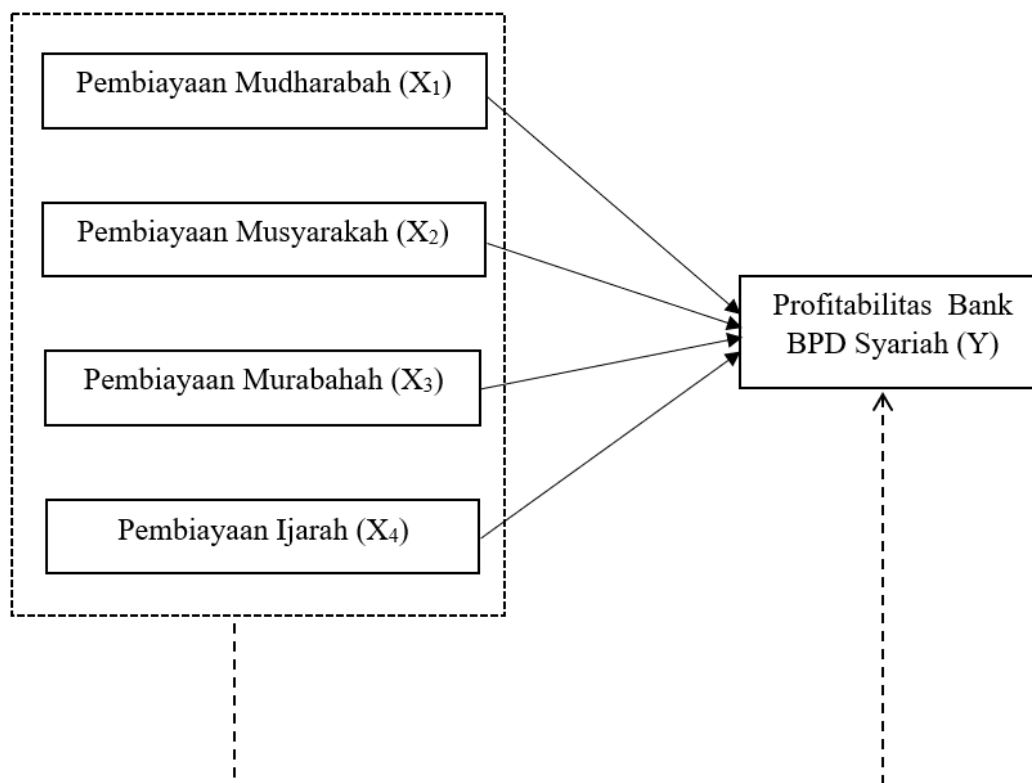 Pembiayaan Mudharabah (X₁)
Pembiayaan Musyarakah (X₂)
Pembiayaan Murabahah (X₃)
Pembiayaan Ijarah (X₄)
Profitabilitas Bank
BPD Syariah (Y)